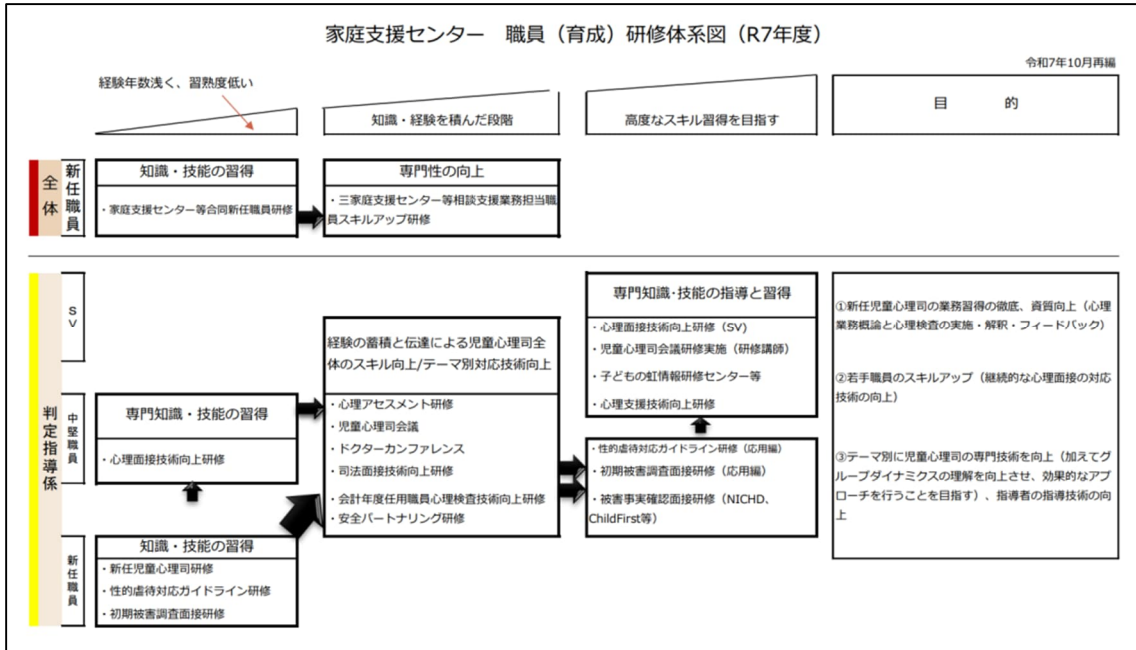 家庭支援センター　職員（育成）研修体系図（R7年度）
令和7年10月再編
経験年数浅く、習熟度低い
知識・経験を積んだ段階
高度なスキル習得を目指す
目　的
全体
新任職員
知識・技能の習得
・家庭支援センター等合同新任職員研修
専門性の向上
・三家庭支援センター等相談支援業務担当職
員スキルアップ研修
判定指導係
SV
中堅職員
新任職員
専門知識・技能の習得
・心理面接技術向上研修
知識・技能の習得
・新任児童心理司研修
・性的虐待対応ガイドライン研修
・初期被害調査面接研修
経験の蓄積と伝達による児童心理司全
体のスキル向上/テーマ別対応技術向上
・心理アセスメント研修
・児童心理司会議
・ドクターカンファレンス
・司法面接技術向上研修
・会計年度任用職員心理検査技術向上研修
・安全パートナリング研修
専門知識・技能の指導と習得
・心理面接技術向上研修（SV）
・児童心理司会議研修実施（研修講師）
・子どもの虹情報研修センター等
・心理支援技術向上研修
・性的虐待対応ガイドライン研修（応用編）
・初期被害調査面接研修（応用編）
・被害事実確認面接研修（NICHD、
ChildFirst等）
①新任児童心理司の業務習得の徹底、資質向上（心理
業務概論と心理検査の実施・解釈・フィードバック）
②若手職員のスキルアップ（継続的な心理面接の対応
技術の向上）
③テーマ別に児童心理司の専門技術を向上（加えてグ
ループダイナミクスの理解を向上させ、効果的なアプ
ローチを行うことを目指す）、指導者の指導技術の向
上